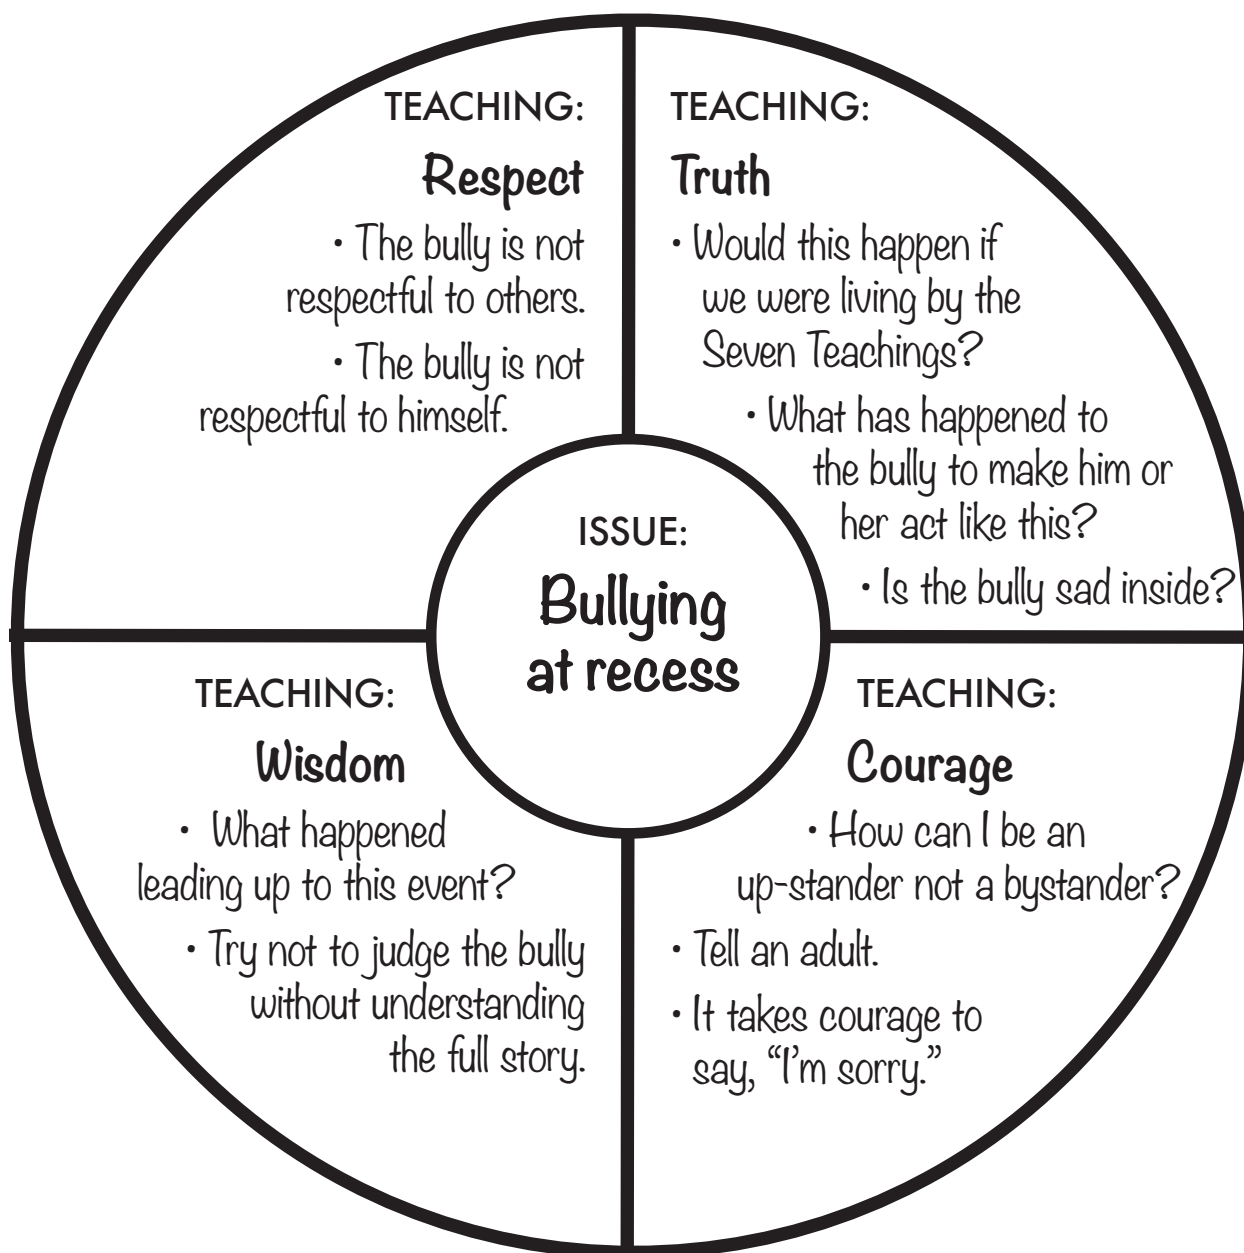 TEACHING:
Respect
• The bully is not
respectful to others.
• The bully is not
respectful to himself.
TEACHING:
Truth
• Would this happen if
we were living by the
Seven Teachings?
• What has happened to
the bully to make him or
her act like this?
• Is the bully sad inside?
ISSUE:
Bullying
at recess
TEACHING:
Wisdom
• What happened
leading up to this event?
• Try not to judge the bully
without understanding
the full story.
TEACHING:
Courage
• How can I be an
up-stander not a bystander?
• Tell an adult.
• It takes courage to
say, “I’m sorry.”